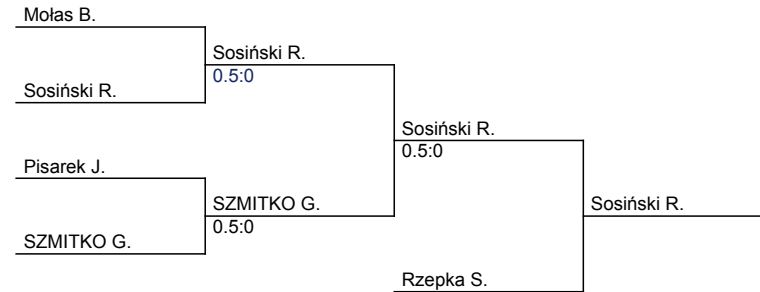 Mołas B.
Sosiński R.
0.5:0
Sosiński R.
Sosiński R.
0.5:0
Pisarek J.
SZMITKO G.
Sosiński R.
0.5:0
SZMITKO G.
Rzepka S.